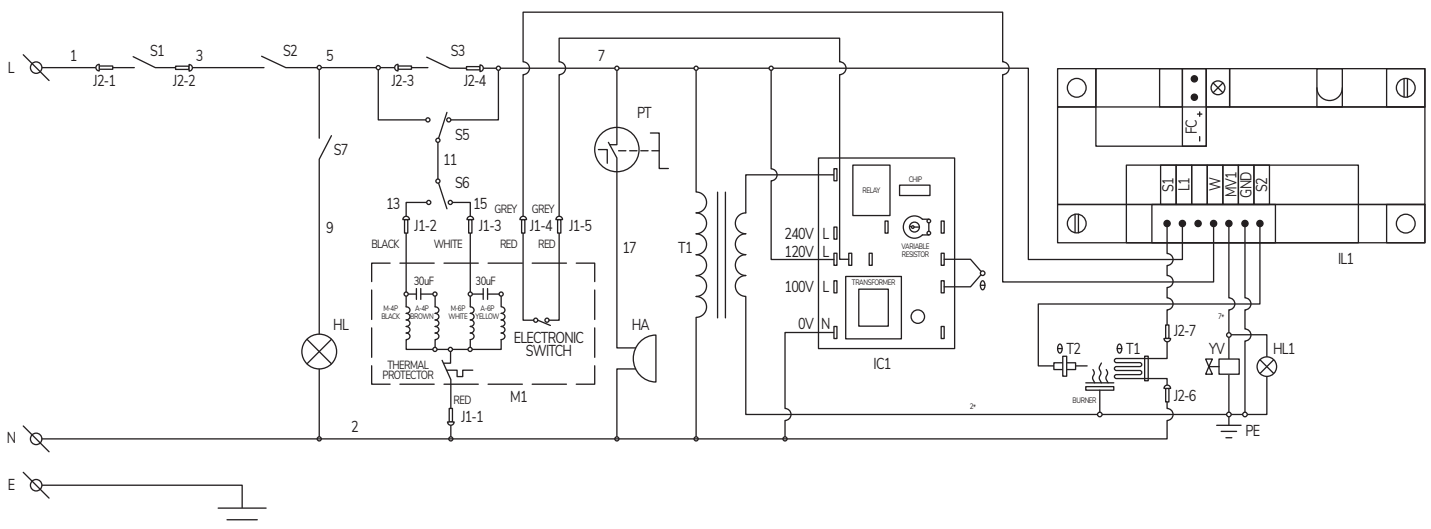 L
1
J2-1
S1
3
J2-2
S2
5
J2-3
S3
J2-4
7
S7
9
HL
S5
11
S6
13
15
J1-2
J1-3
GREY
GREY
J1-4
J1-5
BLACK
WHITE
RED
RED
30uF
30uF
M-4P
BLACK
A-4P
BROWN
M-6P
WHITE
A-6P
YELLOW
ELECTRONIC
SWITCH
THERMAL
PROTECTOR
M1
RED
J1-1
PT
17
HA
T1
RELAY
CHIP
VARIABLE
RESISTOR
240V L
120V L
100V L
0V N
TRANSFORMER
θ
IC1
- FC +
S1
L1
W
MV1
GND
S2
IL1
J2-7
θ T2
θ T1
BURNER
J2-6
7*
YV
HL1
2*
PE
N
2
E